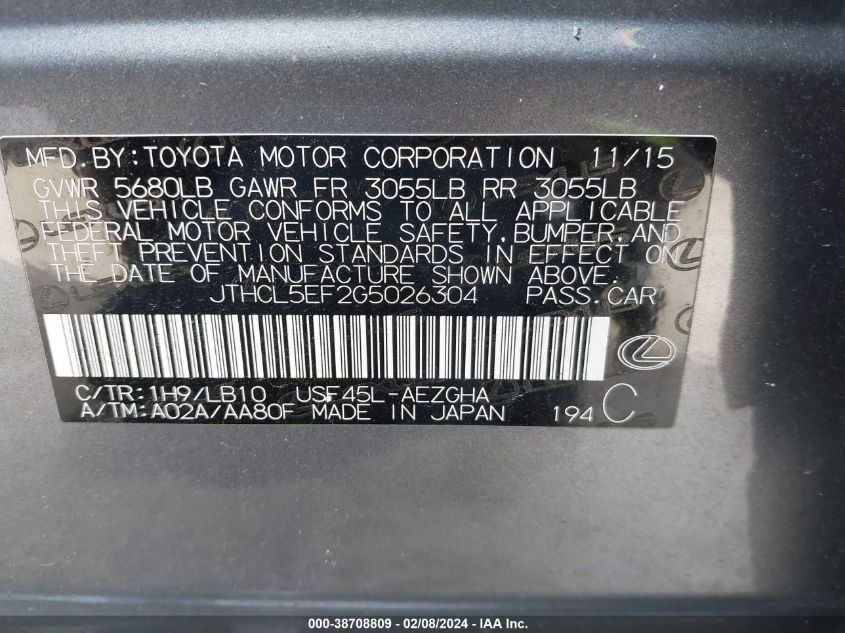 MFD.BY:TOYOTA MOTOR CORPORATION 11/15
GVWR 5680LB GAWR FR 3055LB RR 3055LB
THIS VEHICLE CONFORMS TO ALL APPLICABLE
FEDERAL MOTOR VEHICLE SAFETY,BUMPER,AND
THEFT PREVENTION STANDARDS IN EFFECT ON
THE DATE OF MANUFACTURE SHOWN ABOVE.
JTHCL5EF2G5026304 PASS.CAR
C/TR:1H9/LB10 USF45L-AEZGHA
A/TM:A02A/AA80F MADE IN JAPAN 194 C
000-38708809 - 02/08/2024 - IAA Inc.